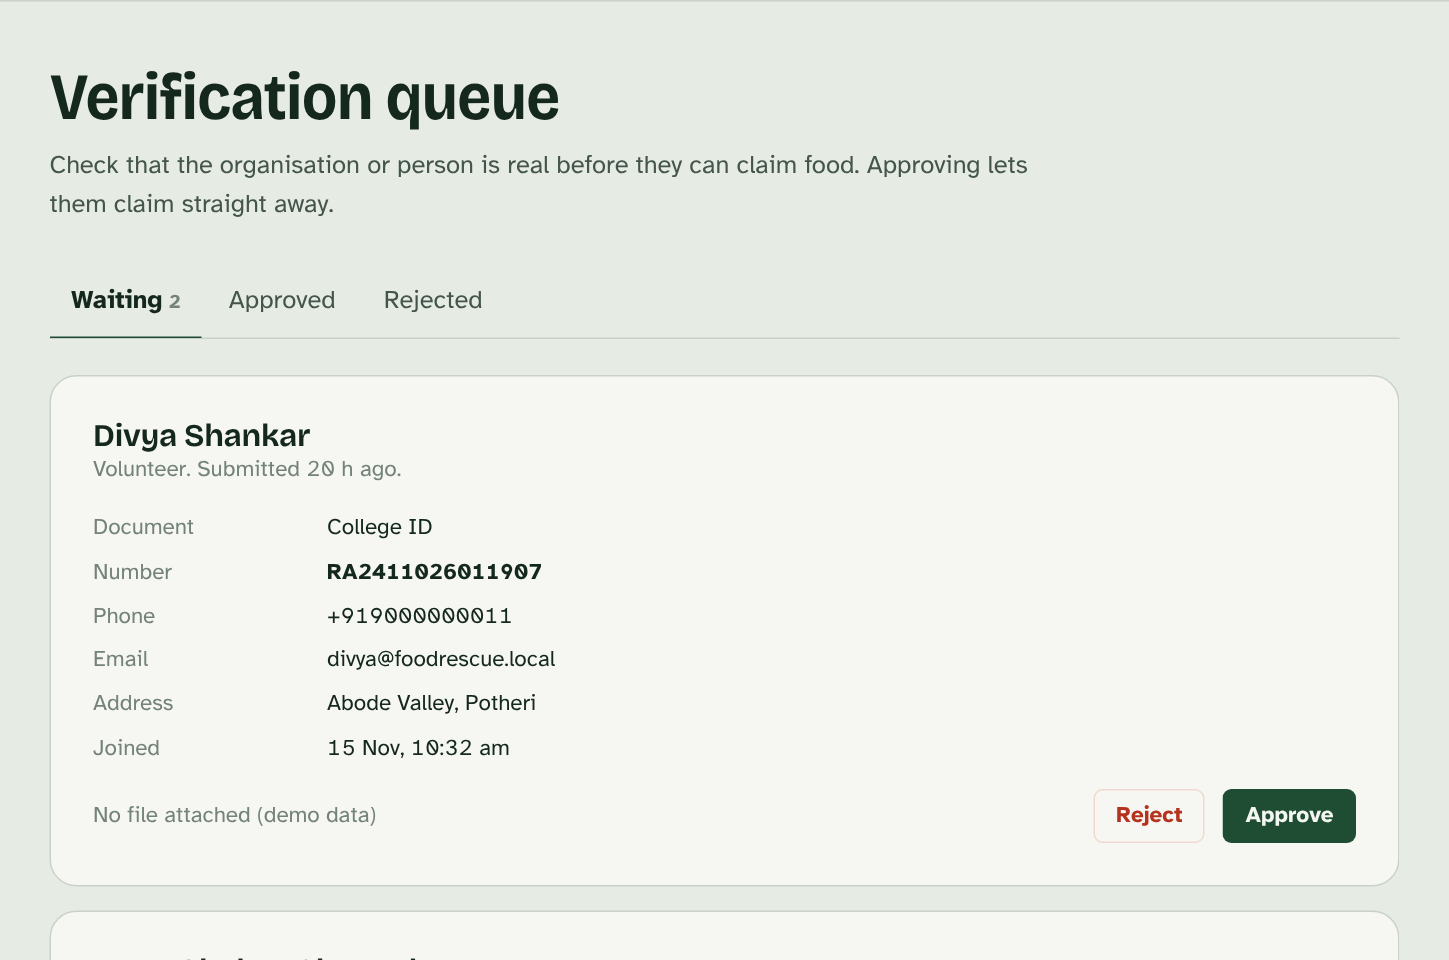 Verification queue
Check that the organisation or person is real before they can claim food. Approving lets
them claim straight away.
Waiting 2 Approved Rejected
Divya Shankar
Volunteer. Submitted 20 h ago.
Document College ID
Number RA2411026011907
Phone +919000000011
Email divya@foodrescue.local
Address Abode Valley, Potheri
Joined 15 Nov, 10:32 am
No file attached (demo data) Reject Approve